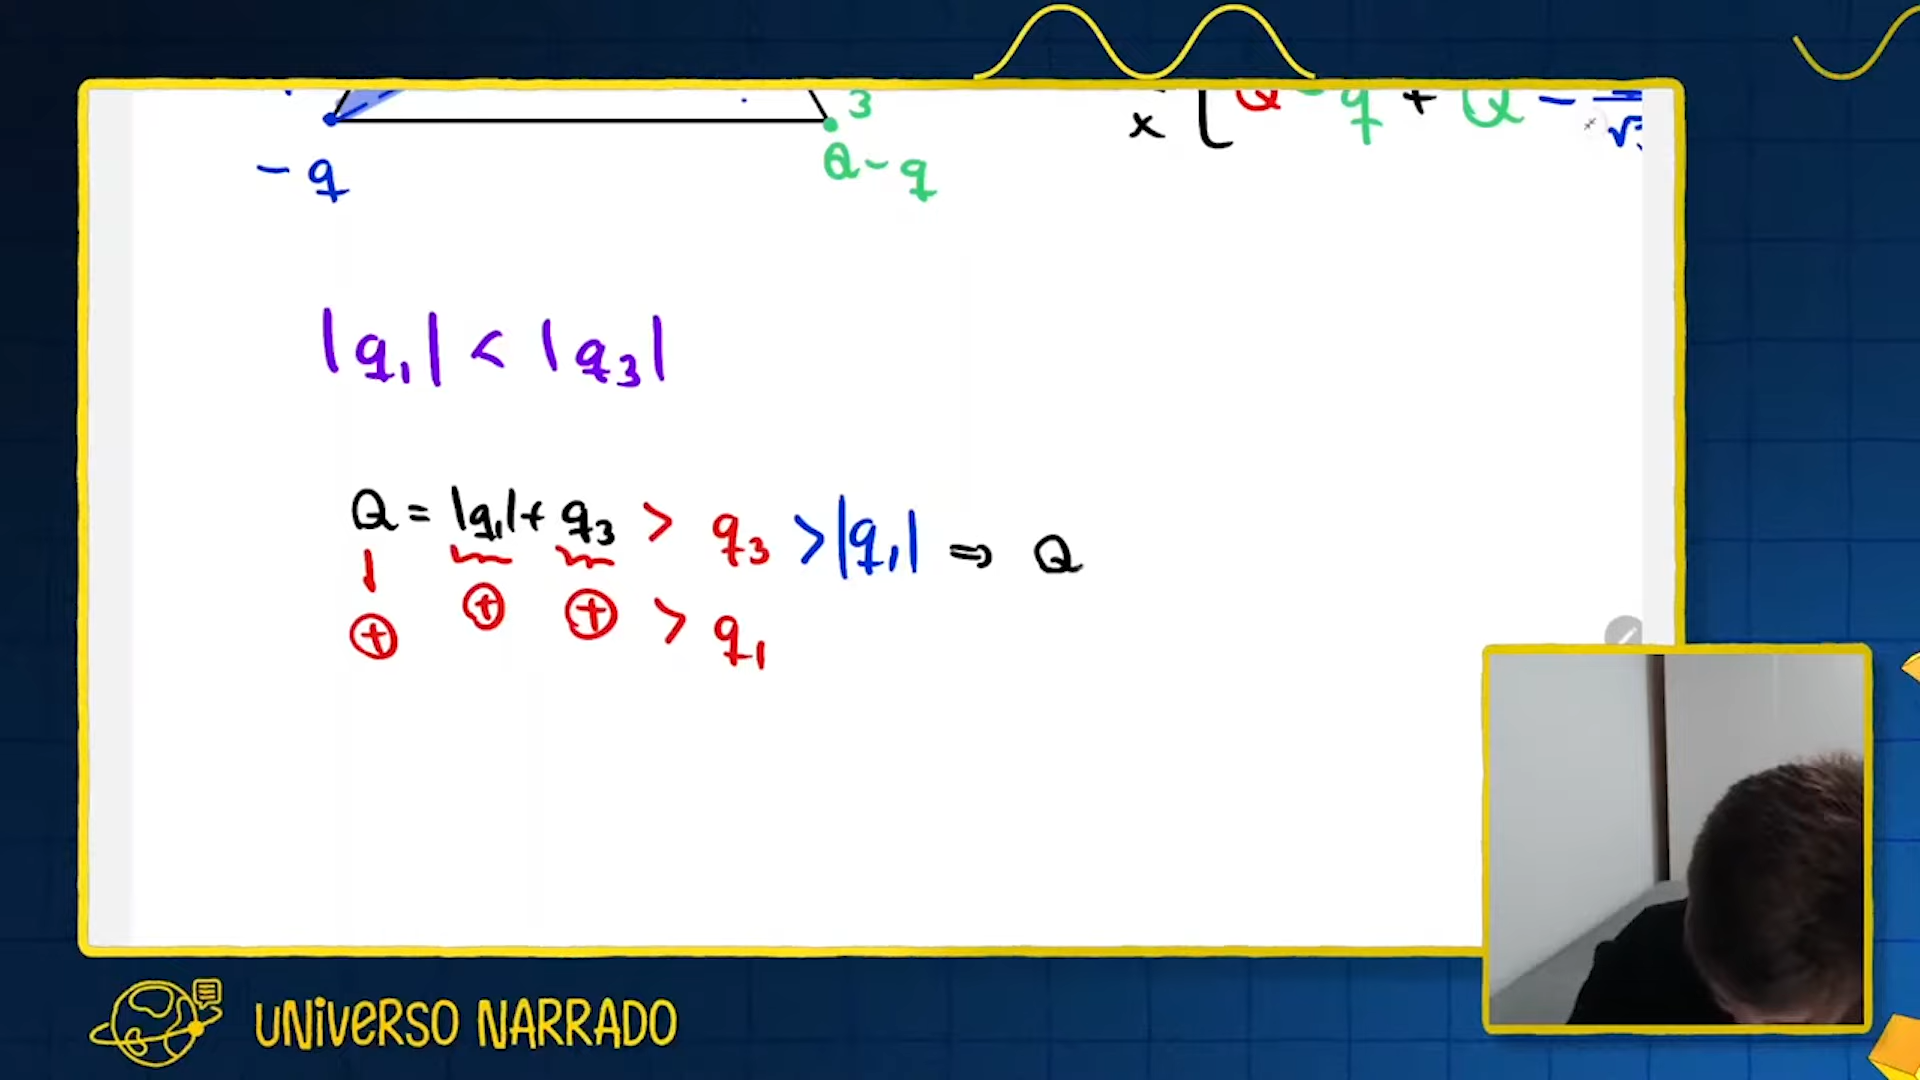 3
x [ Q - q + Q -
- q
Q - q
|q₁| < |q₃|
Q = |q₁| + q₃ > q₃ > |q₁| ⇒ Q
⊕ ⊕ ⊕ > q₁
UNIVERSO NARRADO